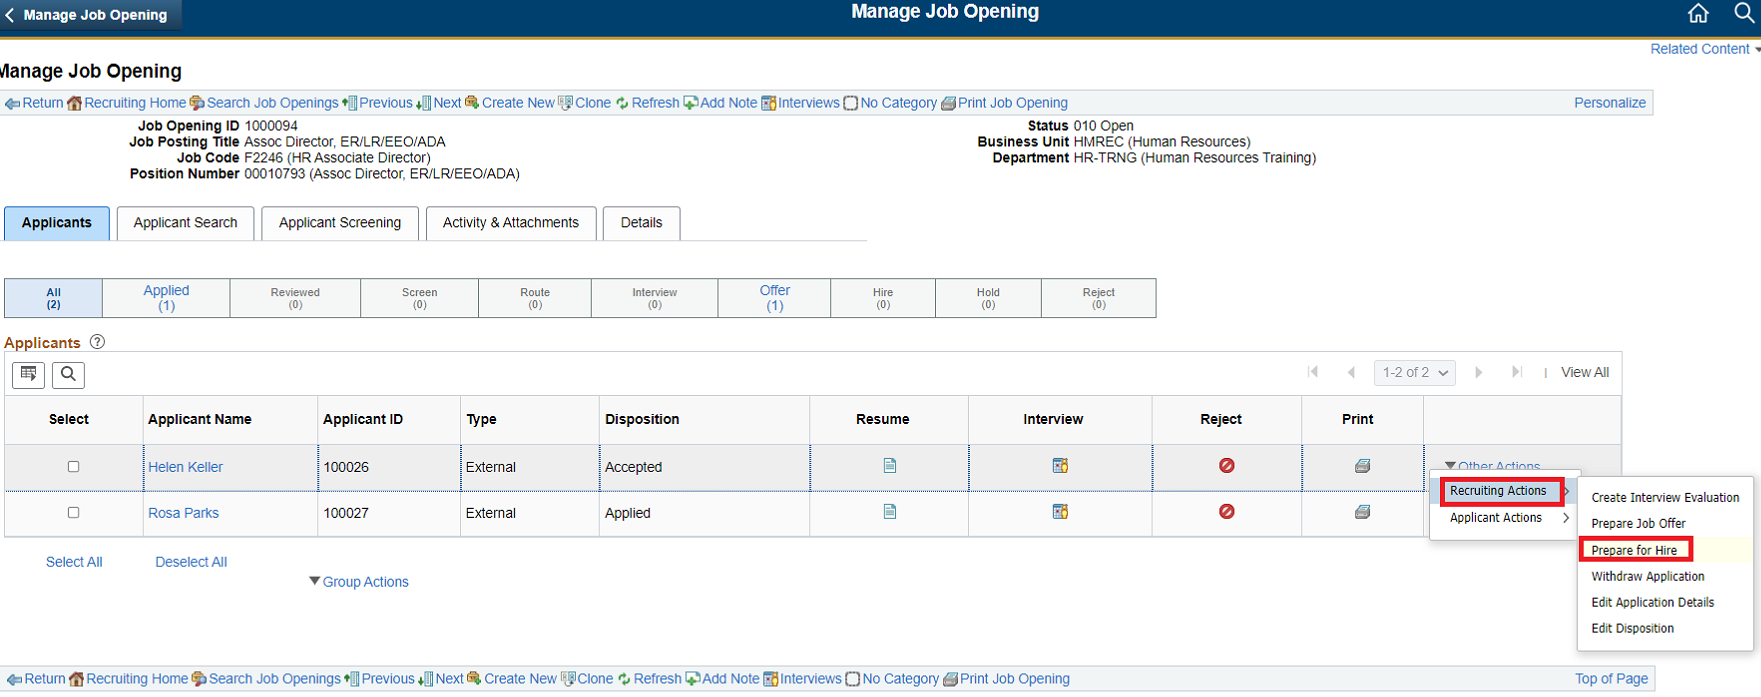 Manage Job Opening
Manage Job Opening
Related Content
Manage Job Opening
Return Recruiting Home Search Job Openings Previous Next Create New Clone Refresh Add Note Interviews No Category Print Job Opening Personalize
Job Opening ID 1000094 Status 010 Open
Job Posting Title Assoc Director, ER/LR/EEO/ADA Business Unit HMREC (Human Resources)
Job Code F2246 (HR Associate Director) Department HR-TRNG (Human Resources Training)
Position Number 00010793 (Assoc Director, ER/LR/EEO/ADA)
Applicants Applicant Search Applicant Screening Activity & Attachments Details
All Applied Reviewed Screen Route Interview Offer Hire Hold Reject
(2) (1) (0) (0) (0) (0) (1) (0) (0) (0)
Applicants ?
1-2 of 2 | View All
Select Applicant Name Applicant ID Type Disposition Resume Interview Reject Print
Helen Keller 100026 External Accepted Other Actions
Rosa Parks 100027 External Applied
Recruiting Actions
Applicant Actions
Create Interview Evaluation
Prepare Job Offer
Prepare for Hire
Withdraw Application
Edit Application Details
Edit Disposition
Select All Deselect All
Group Actions
Return Recruiting Home Search Job Openings Previous Next Create New Clone Refresh Add Note Interviews No Category Print Job Opening Top of Page